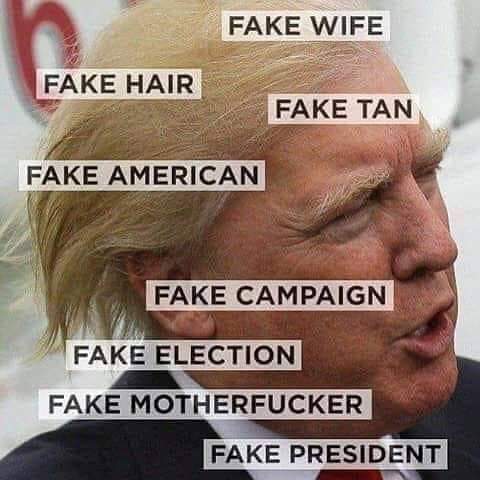 FAKE WIFE
FAKE HAIR
FAKE TAN
FAKE AMERICAN
FAKE CAMPAIGN
FAKE ELECTION
FAKE MOTHERFUCKER
FAKE PRESIDENT